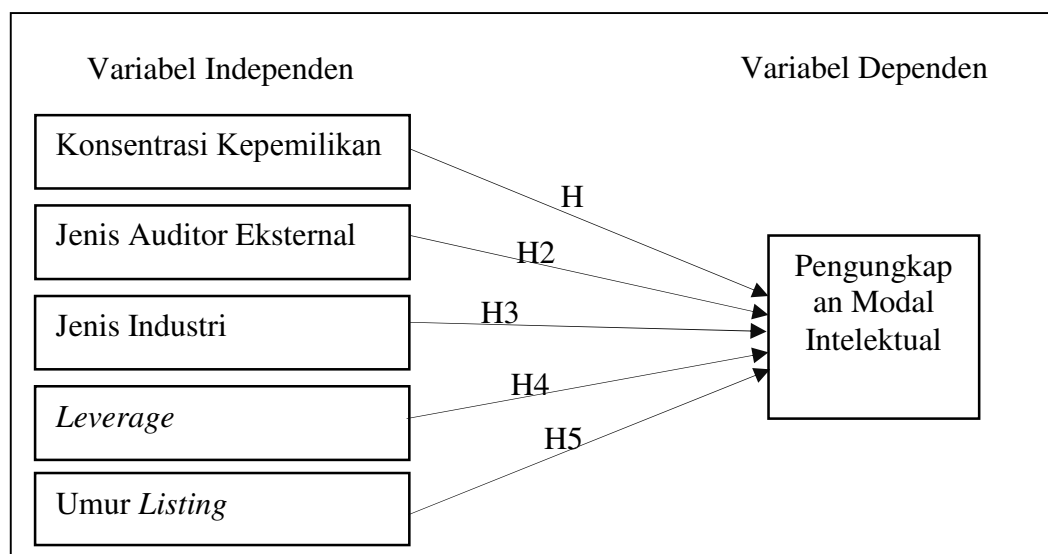 Variabel Independen
Variabel Dependen
Konsentrasi Kepemilikan
H
Jenis Auditor Eksternal
H2
Jenis Industri
H3
Leverage
H4
Umur Listing
H5
Pengungkap
an Modal
Intelektual